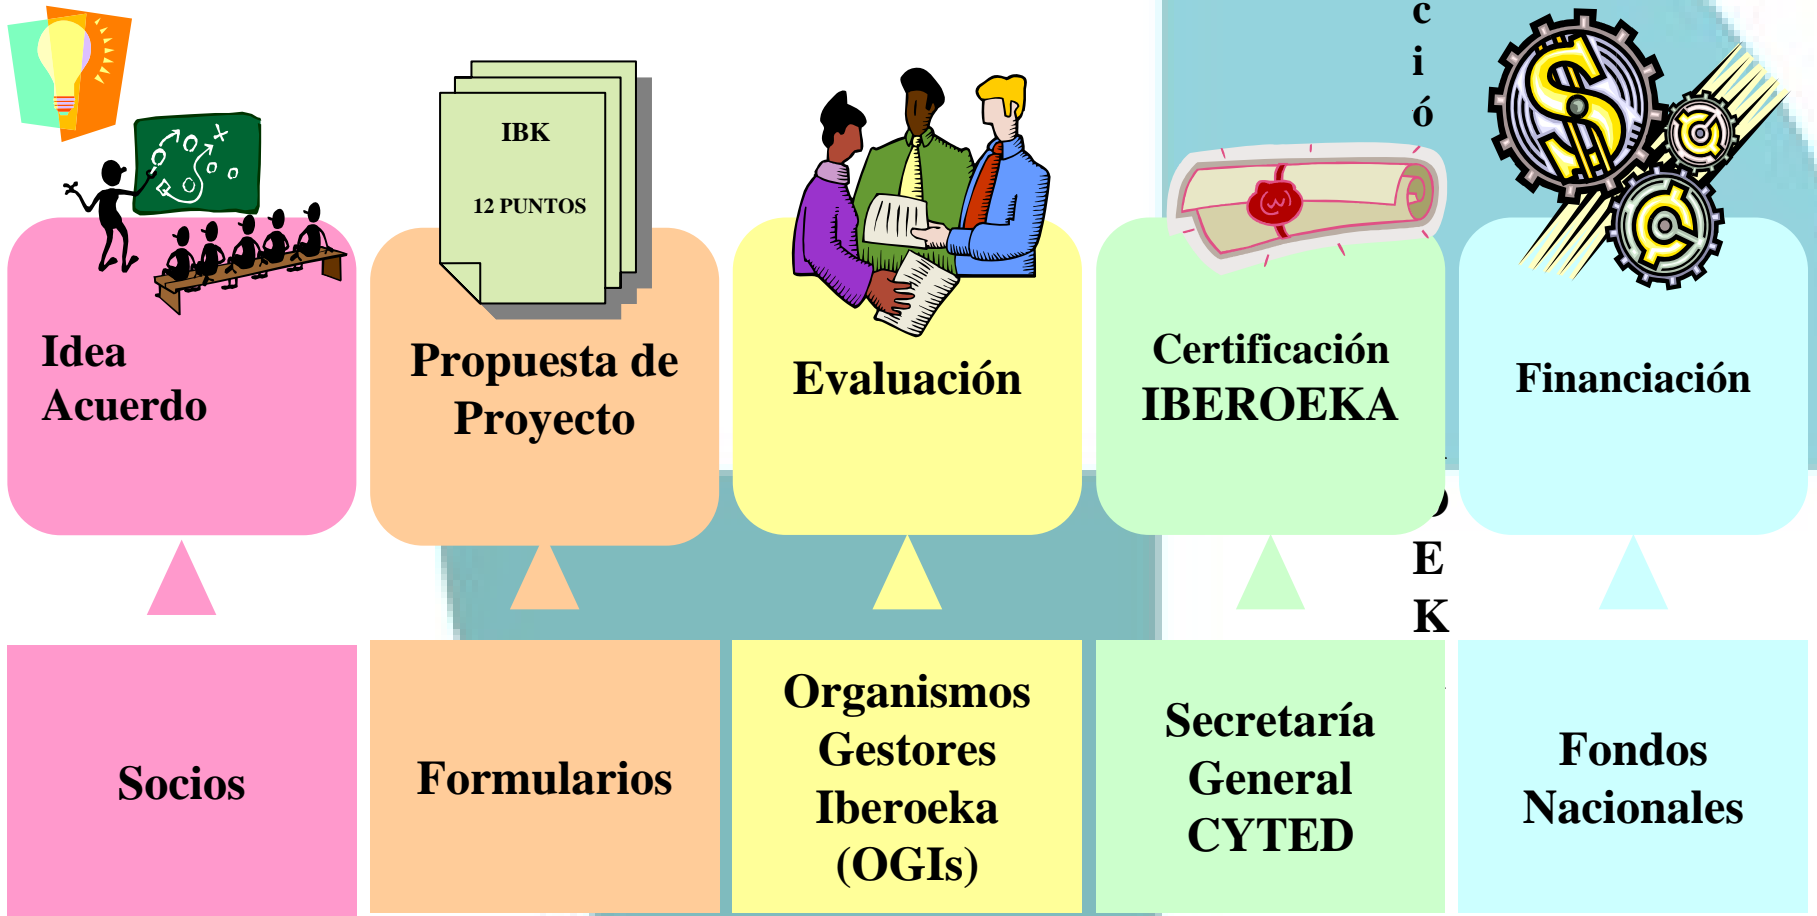 c
i
ó
IBK
12 PUNTOS
Idea
Acuerdo
Propuesta de
Proyecto
Evaluación
Certificación
IBEROEKA
Financiación
E
K
Socios
Formularios
Organismos
Gestores
Iberoeka
(OGIs)
Secretaría
General
CYTED
Fondos
Nacionales